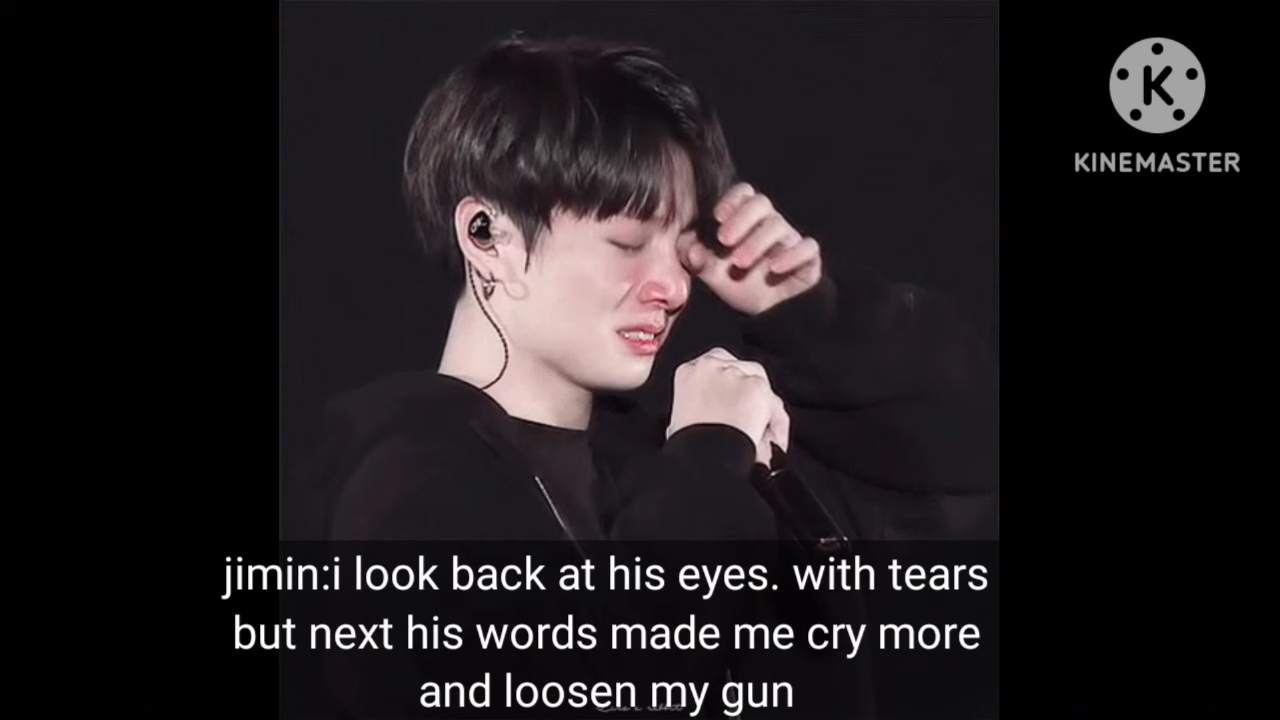 KINEMASTER
jimin:i look back at his eyes. with tears
but next his words made me cry more
and loosen my gun